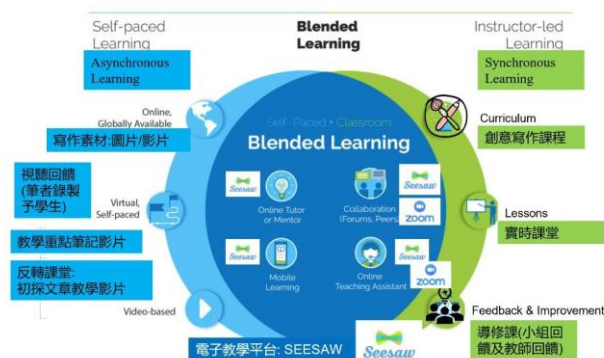 Self-paced
Learning
Asynchronous
Learning
Blended
Learning
Instructor-led
Learning
Synchronous
Learning
Online,
Globally Available
寫作素材:圖片/影片
視聽回饋
(筆者錄製
予學生)
Virtual,
Self-paced
教學重點筆記影片
反轉課堂:
初探文章教學影片
Video-based
Self-Paced + Classroom
Blended Learning
Seesaw
Online Tutor
or Mentor
Collaboration
(Forums, Peers)
Seesaw
zoom
Seesaw
Mobile
Learning
Online
Teaching Assistant
Seesaw
zoom
電子教學平台: SEESAW
Seesaw
Curriculum
創意寫作課程
Lessons
實時課堂
Feedback & Improvement
導修課(小組回
饋及教師回饋)